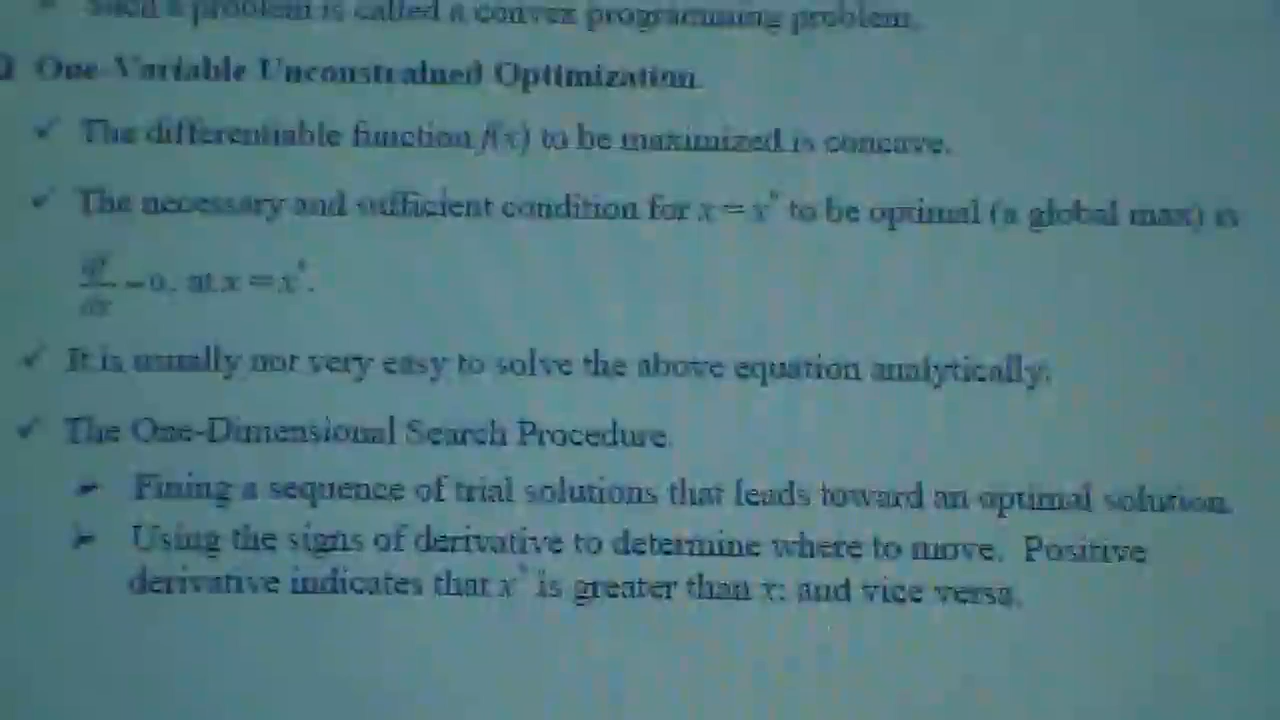 Such a problem is called a convex programming problem.
One-Variable Unconstrained Optimization
✓ The differentiable function f(x) to be maximized is concave.
✓ The necessary and sufficient condition for x = x* to be optimal (a global max) is
df/dx = 0, at x = x*.
✓ It is usually not very easy to solve the above equation analytically.
✓ The One-Dimensional Search Procedure.
➢ Fining a sequence of trial solutions that leads toward an optimal solution.
➢ Using the signs of derivative to determine where to move. Positive
derivative indicates that x* is greater than x; and vice versa.